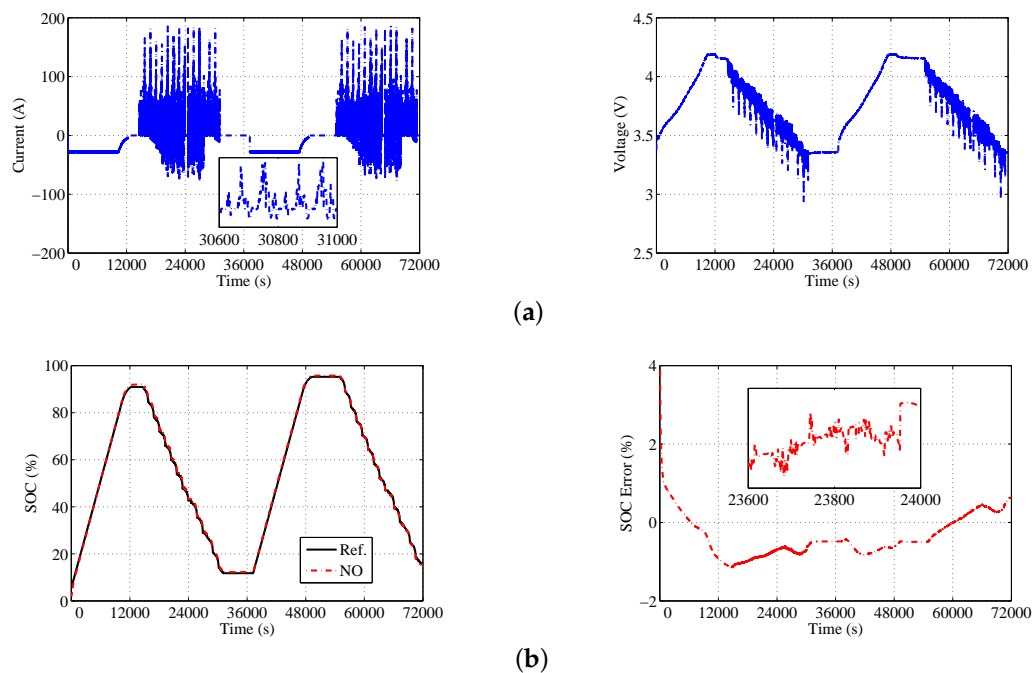 200
100
0
−100
−200
Current (A)
30600 30800 31000
0 12000 24000 36000 48000 60000 72000
Time (s)
4.5
4
3.5
3
2.5
Voltage (V)
0 12000 24000 36000 48000 60000 72000
Time (s)
(a)
100
80
60
40
20
0
SOC (%)
Ref.
NO
0 12000 24000 36000 48000 60000 72000
Time (s)
4
2
0
−2
SOC Error (%)
23600 23800 24000
0 12000 24000 36000 48000 60000 72000
Time (s)
(b)